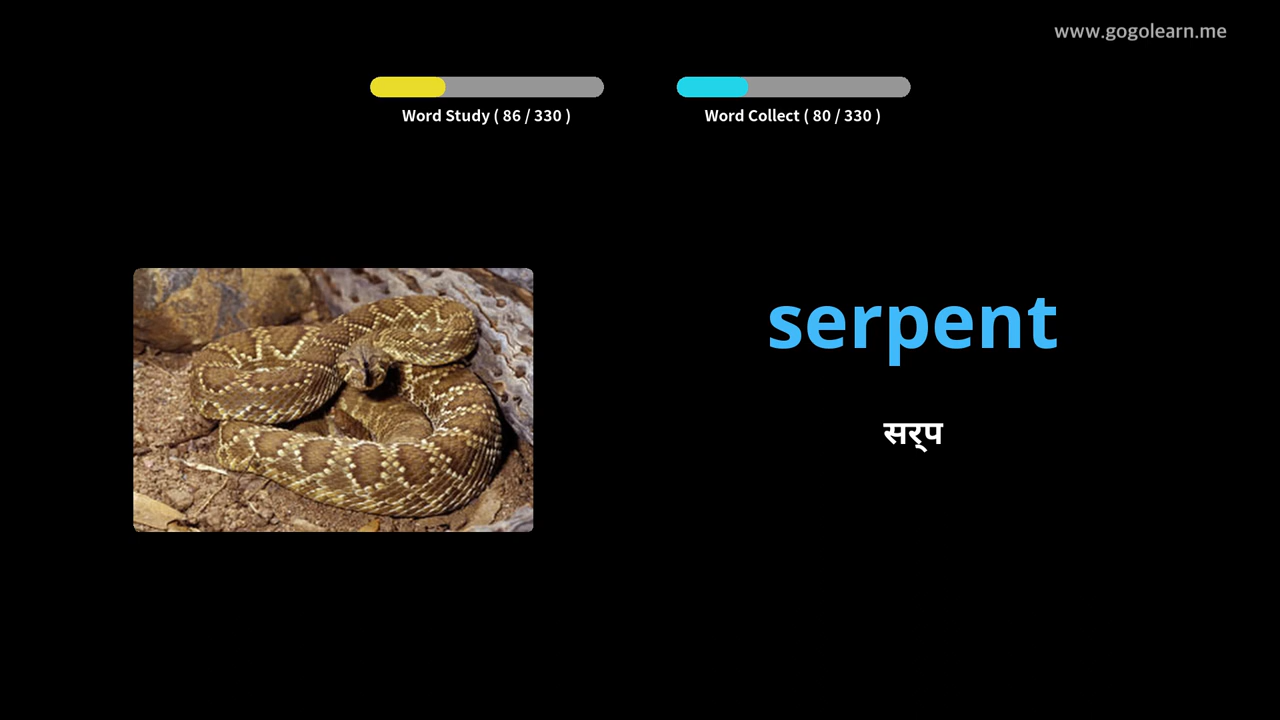 www.gogolearn.me
Word Study ( 86 / 330 )
Word Collect ( 80 / 330 )
serpent
सर्प